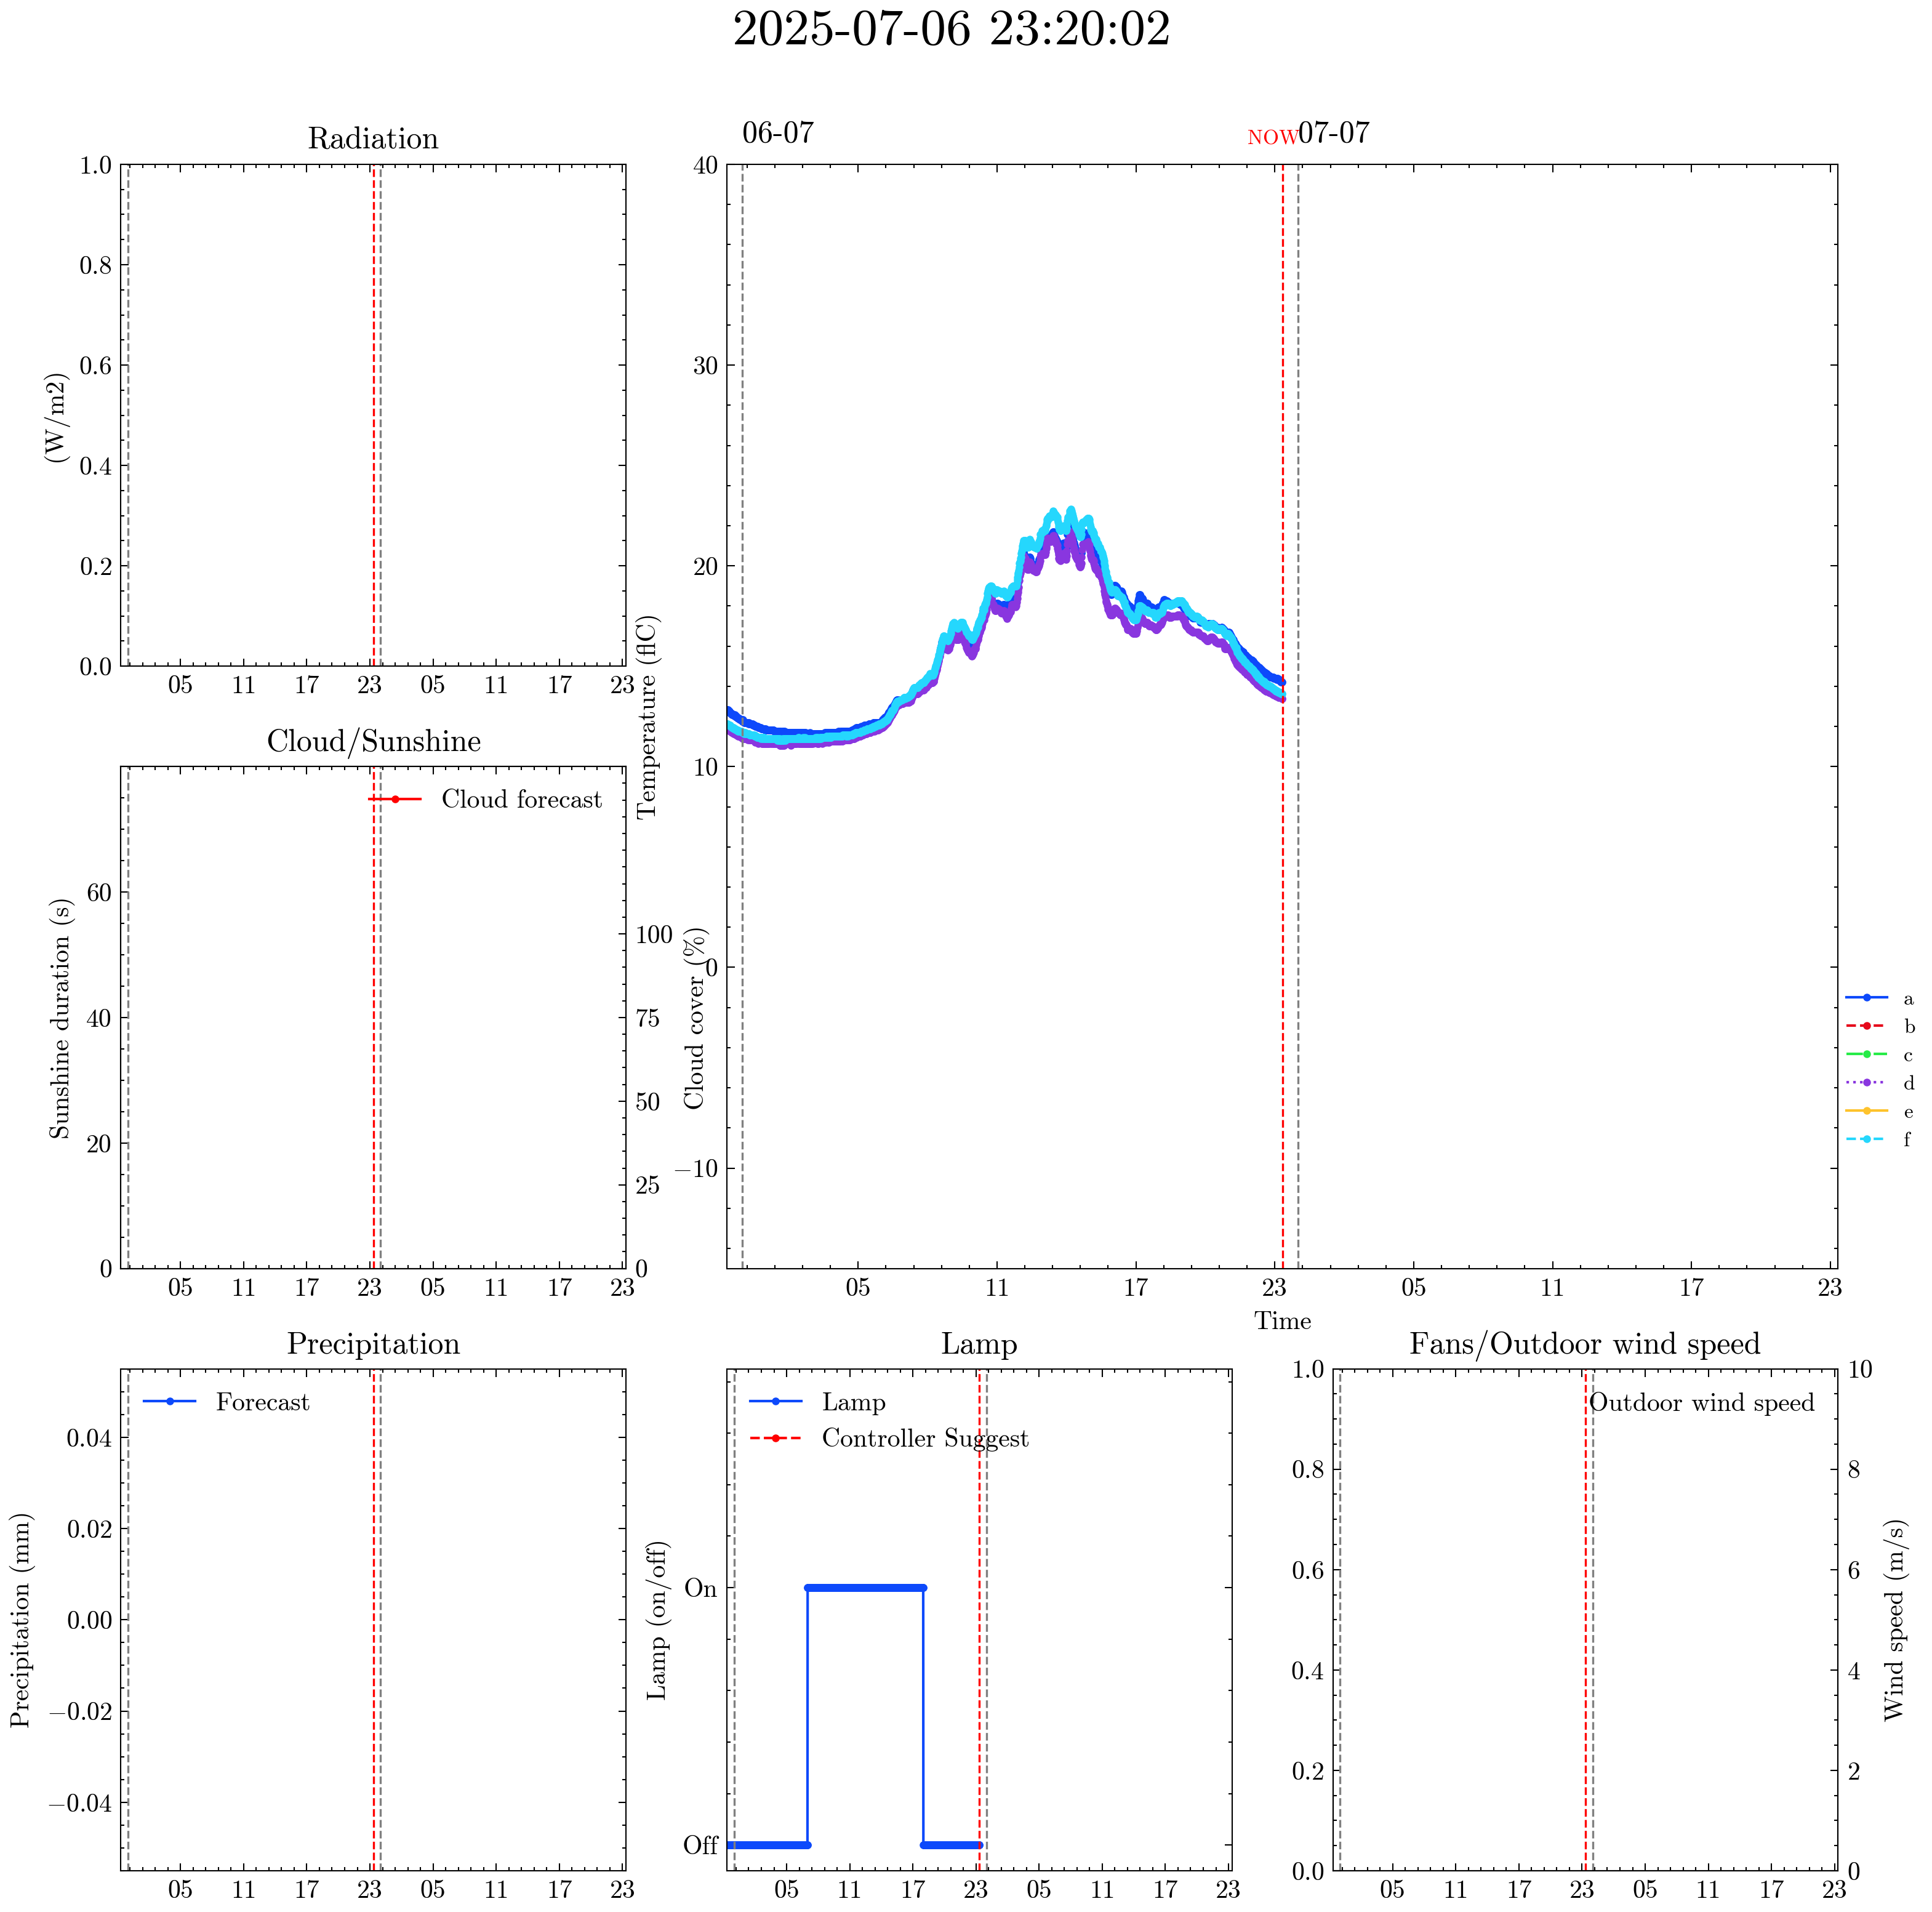 2025-07-06 23:20:02
Radiation
1.0
0.8
0.6
0.4
0.2
0.0
(W/m2)
05 11 17 23 05 11 17 23
06-07 NOW 07-07
40
30
20
10
0
−10
Temperature (flC)
05 11 17 23 05 11 17 23
Time
a
b
c
d
e
f
Cloud/Sunshine
Cloud forecast
60
40
20
0
Sunshine duration (s)
100
75
50
25
0
Cloud cover (%)
05 11 17 23 05 11 17 23
Precipitation
Forecast
0.04
0.02
0.00
−0.02
−0.04
Precipitation (mm)
05 11 17 23 05 11 17 23
Lamp
Lamp
Controller Suggest
On
Off
Lamp (on/off)
05 11 17 23 05 11 17 23
Fans/Outdoor wind speed
Outdoor wind speed
1.0
0.8
0.6
0.4
0.2
0.0
10
8
6
4
2
0
Wind speed (m/s)
05 11 17 23 05 11 17 23